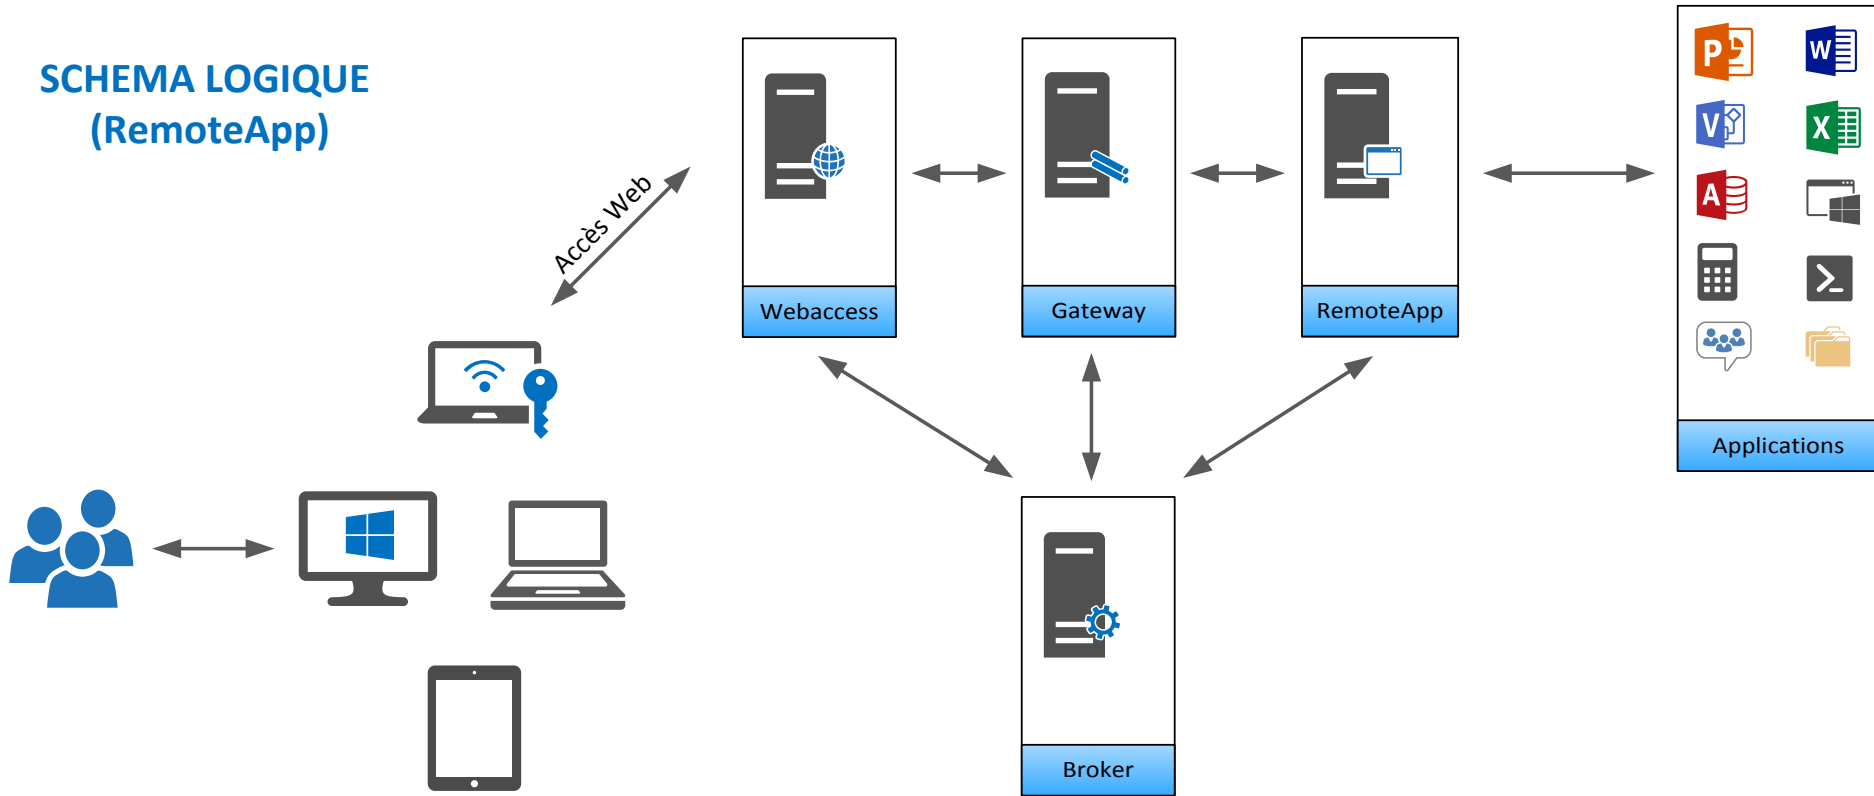 SCHEMA LOGIQUE
(RemoteApp)
Accès Web
Webaccess
Gateway
RemoteApp
P
W
V
X
A
Applications
Broker